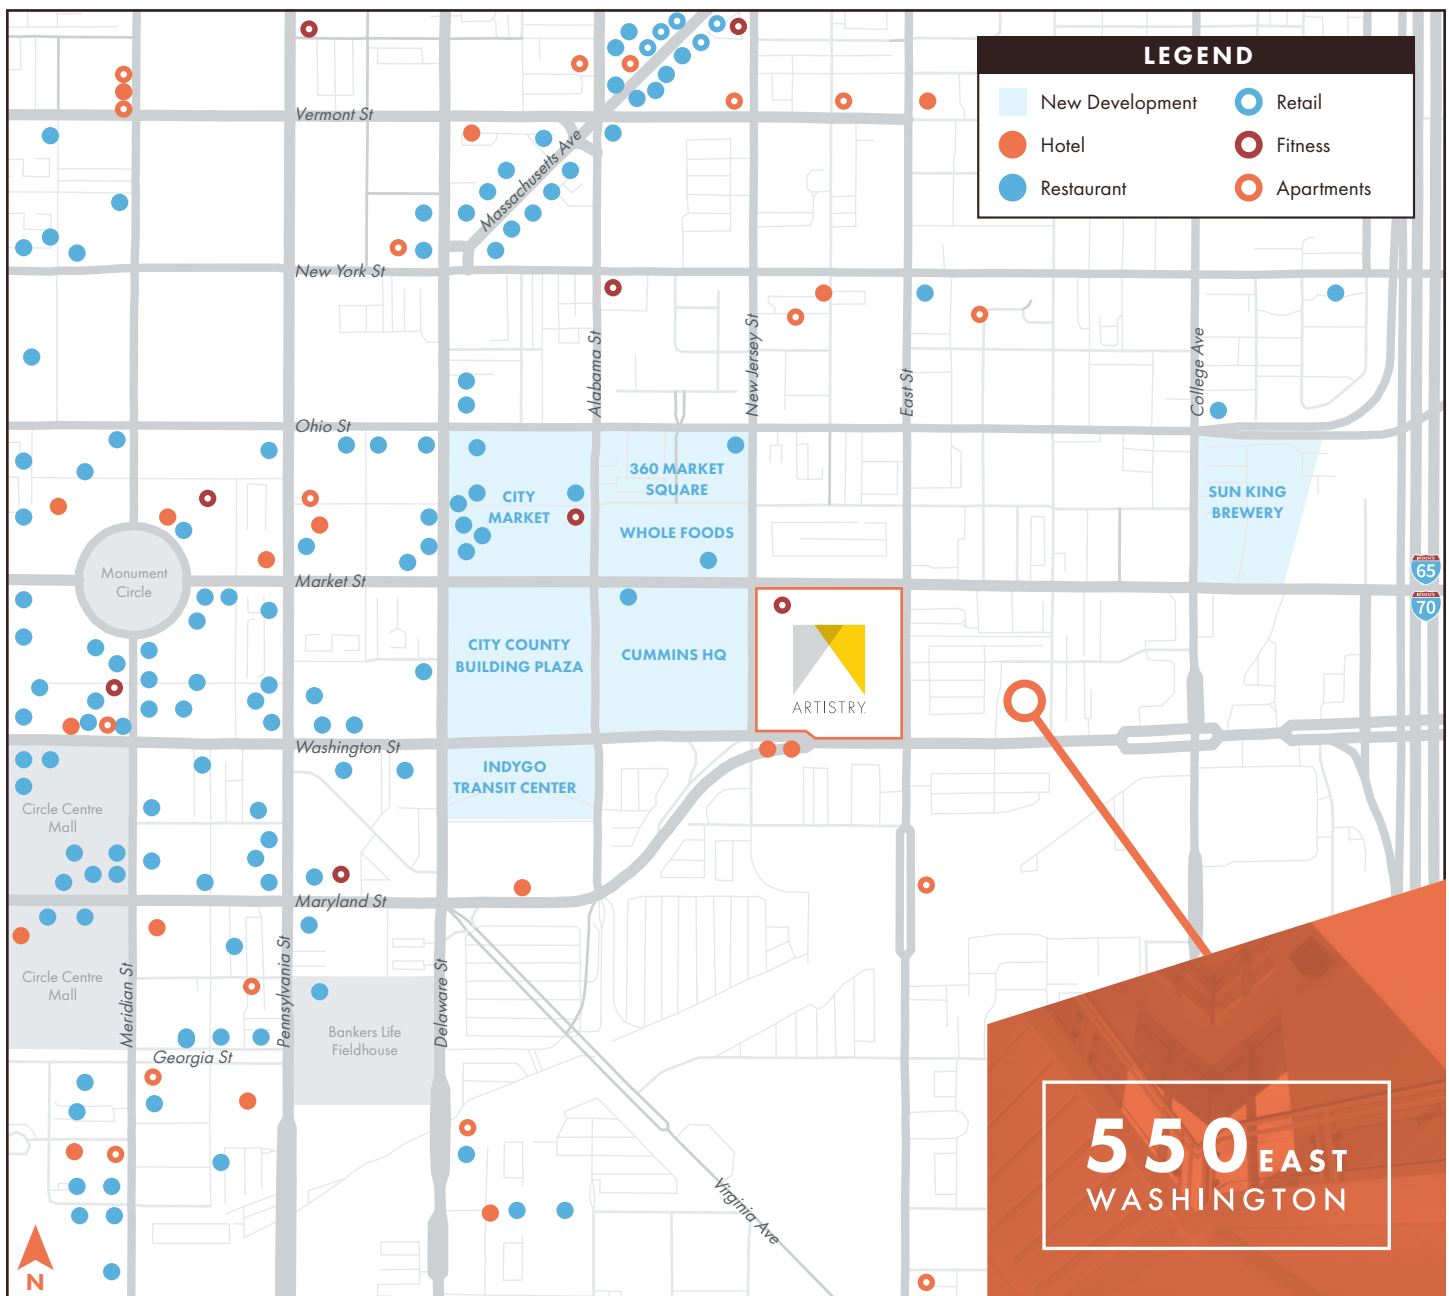 LEGEND
New Development
Retail
Hotel
Fitness
Restaurant
Apartments
Vermont St
Massachusetts Ave
New York St
Alabama St
New Jersey St
East St
College Ave
Ohio St
360 MARKET
SQUARE
CITY
MARKET
WHOLE FOODS
SUN KING
BREWERY
Monument
Circle
Market St
INTERSTATE
65
INTERSTATE
70
CITY COUNTY
BUILDING PLAZA
CUMMINS HQ
ARTISTRY
Washington St
INDYGO
TRANSIT CENTER
Circle Centre
Mall
Maryland St
Meridian St
Pennsylvania St
Delaware St
Circle Centre
Mall
Bankers Life
Fieldhouse
Georgia St
Virginia Ave
550 EAST
WASHINGTON
N